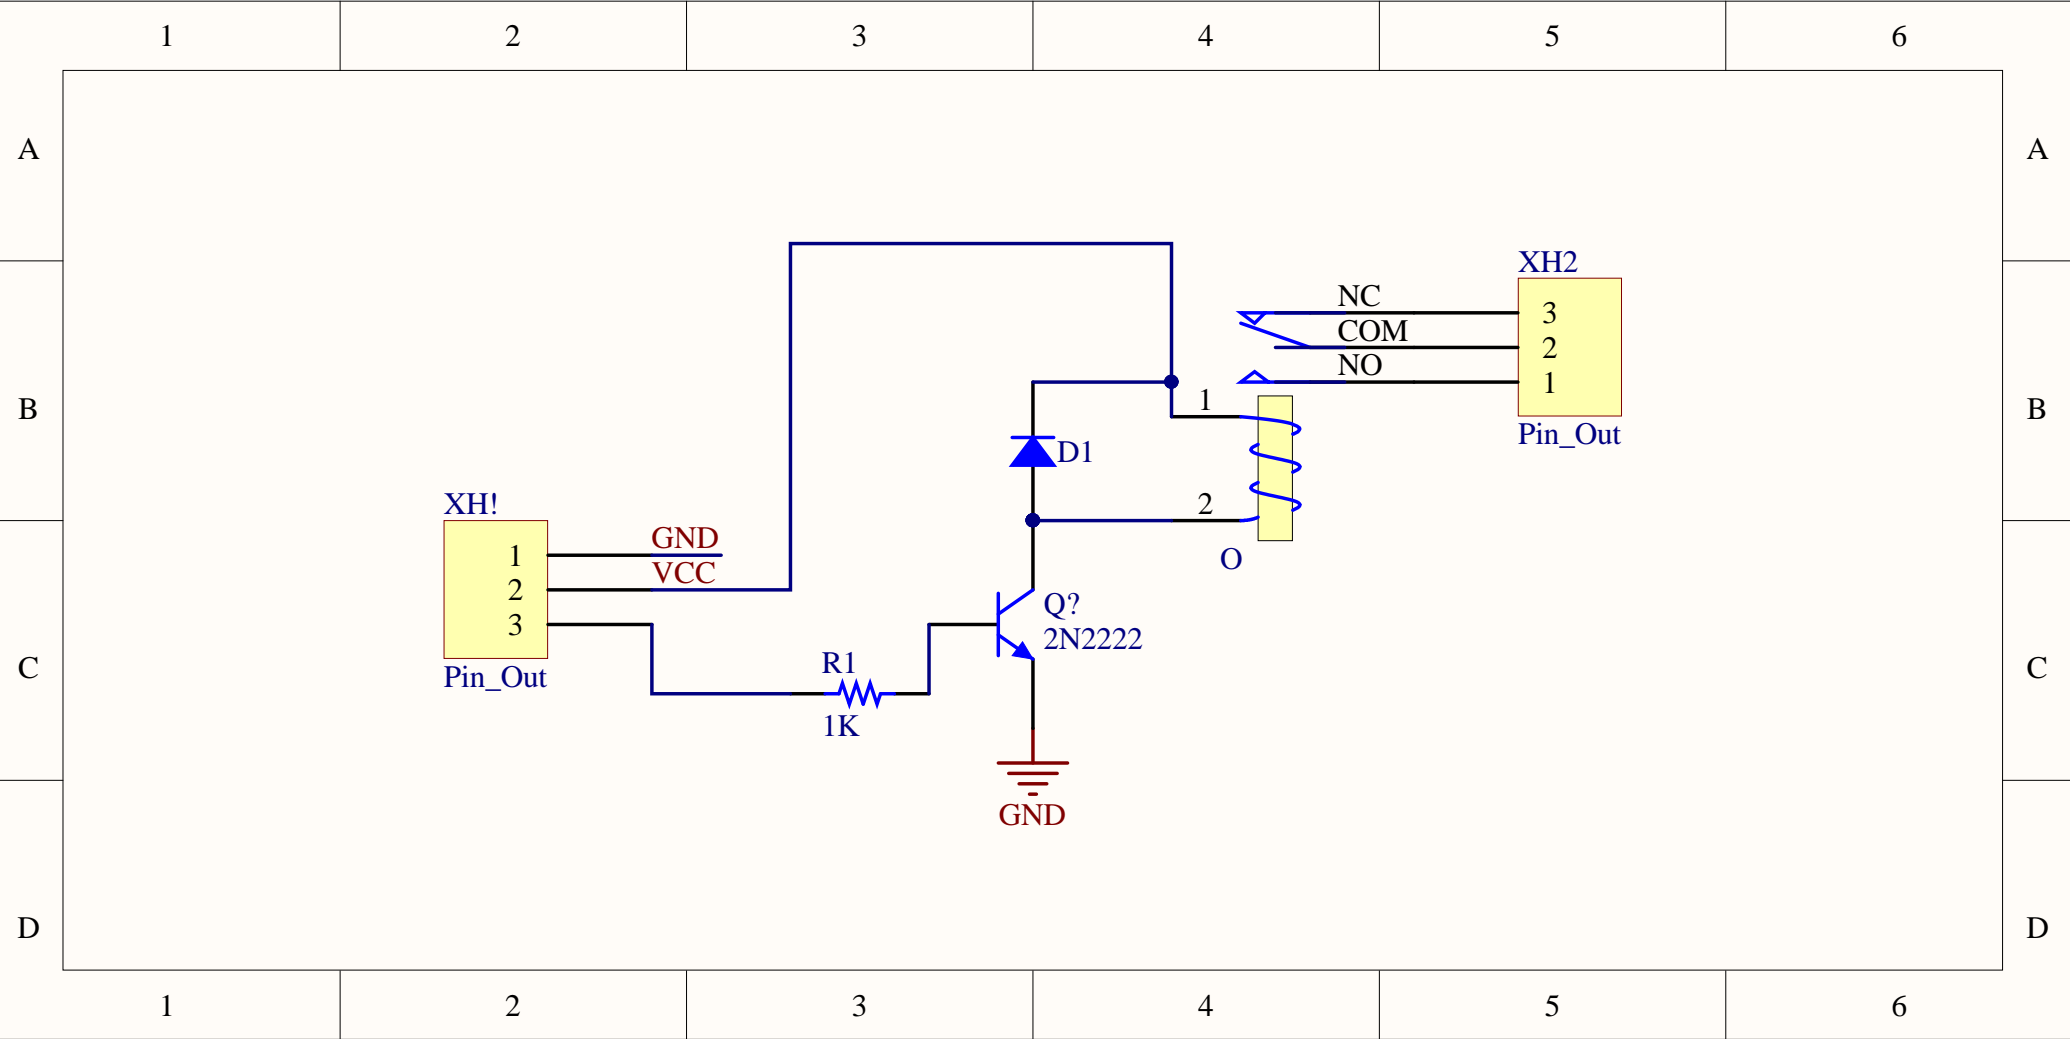 1 2 3 4 5 6
A A
XH2
NC 3
COM 2
NO 1
1
B B
Pin_Out
D1
XH! 2
GND
1
O
VCC
2
Q?
3
2N2222
R1
C C
Pin_Out
1K
GND
D D
1 2 3 4 5 6